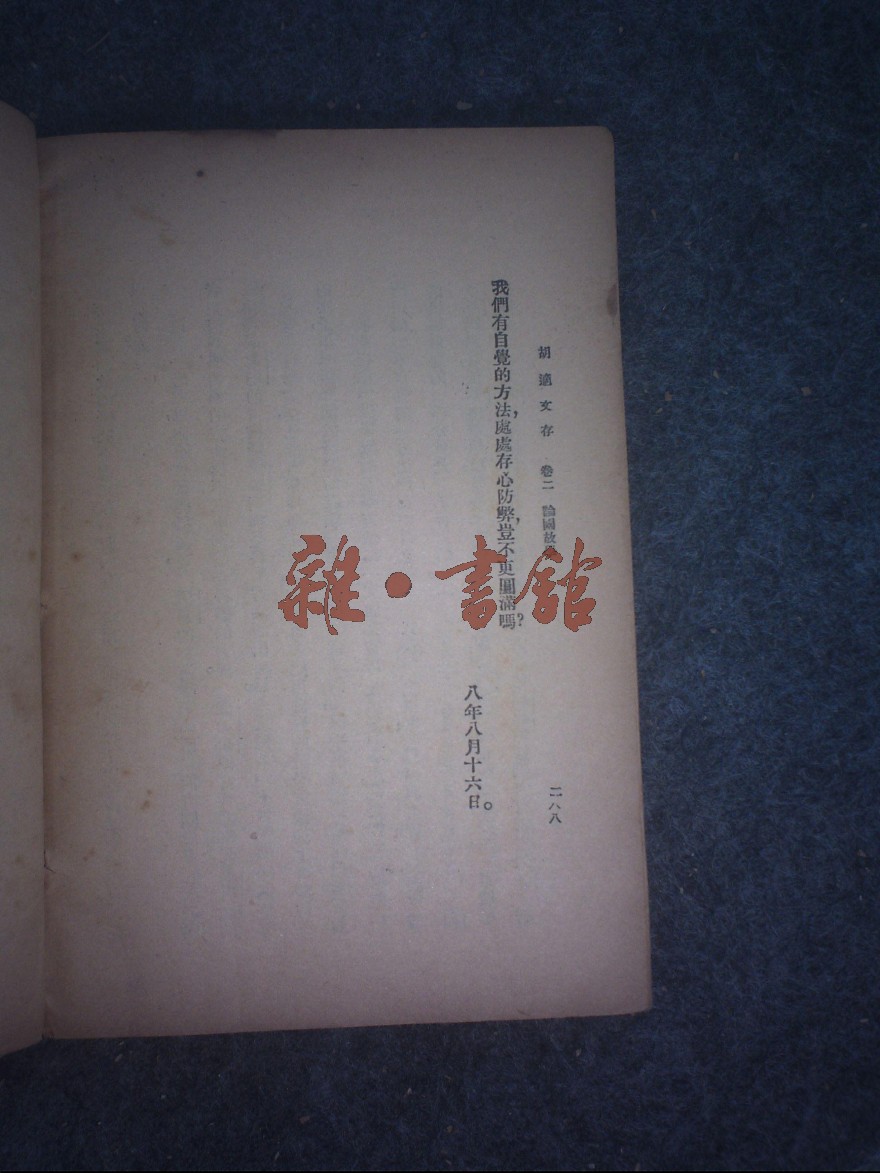 胡適文存 卷二 論國故
二八八
我們有自覺的方法，處處存心防弊，豈不更圓滿嗎？
八年八月十六日。
雜·書館